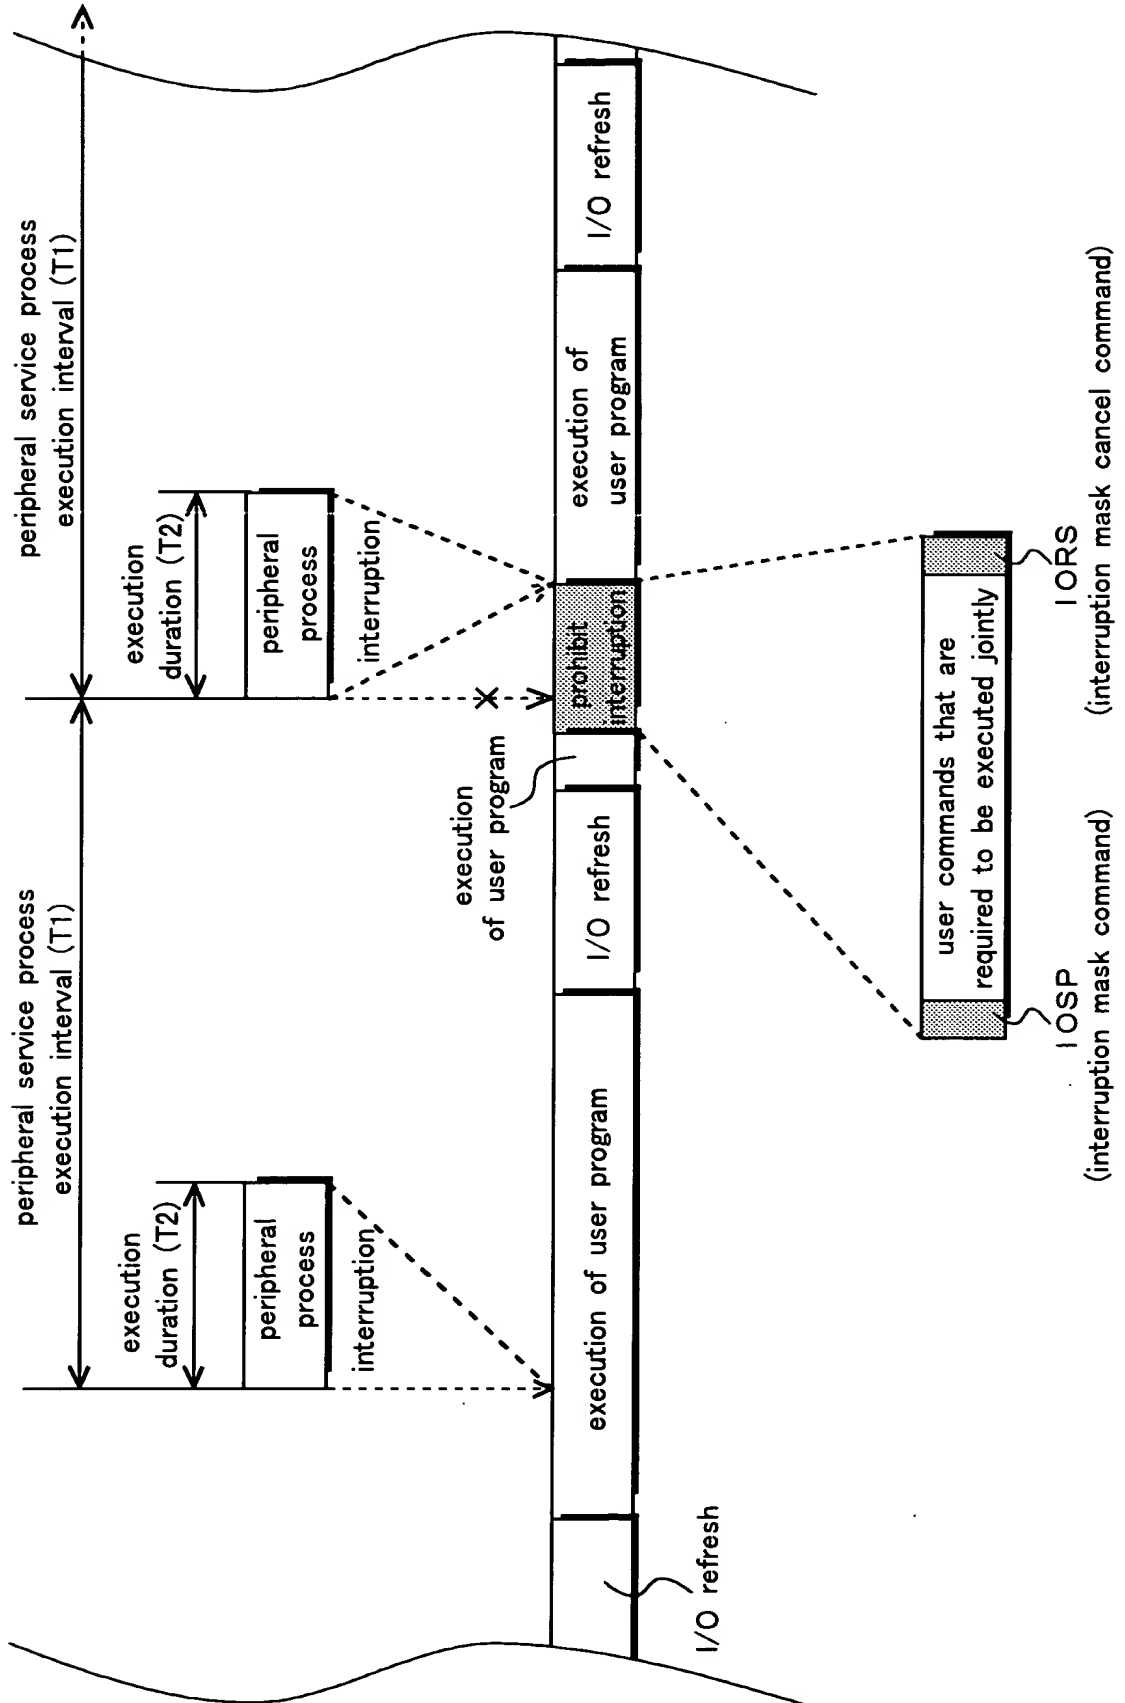 peripheral service process
execution interval (T1)
peripheral service process
execution interval (T1)
execution
duration (T2)
execution
duration (T2)
peripheral
process
peripheral
process
interruption
interruption
execution
of user program
I/O refresh
execution of user program
I/O refresh
prohibit
interruption
execution of
user program
I/O refresh
user commands that are
required to be executed jointly
IOSP
(interruption mask command)
IORS
(interruption mask cancel command)